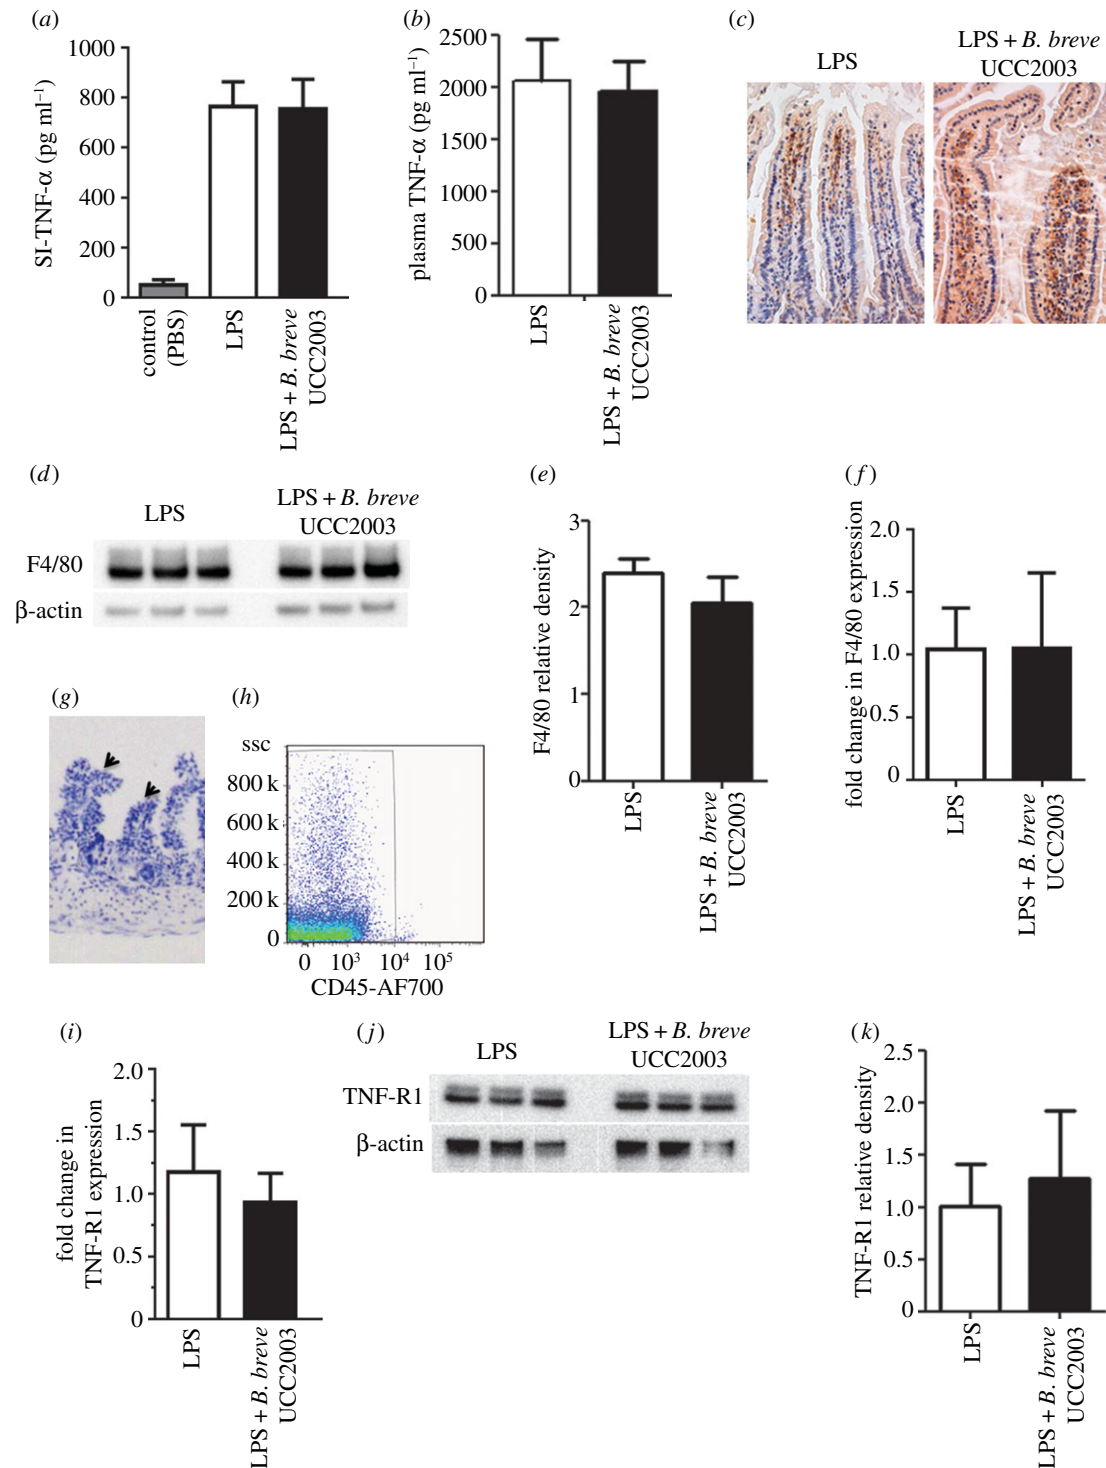 (a)
SI-TNF-α (pg ml⁻¹)
1000
800
600
400
200
0
control
(PBS)
LPS
LPS + B. breve
UCC2003
(b)
plasma TNF-α (pg ml⁻¹)
2500
2000
1500
1000
500
0
LPS
LPS + B. breve
UCC2003
(c)
LPS
LPS + B. breve
UCC2003
(d)
LPS
LPS + B. breve
UCC2003
F4/80
β-actin
(e)
F4/80 relative density
3
2
1
0
LPS
LPS + B. breve
UCC2003
(f)
fold change in F4/80 expression
2.0
1.5
1.0
0.5
0
LPS
LPS + B. breve
UCC2003
(g)
(h)
ssc
800 k
600 k
400 k
200 k
0
0 10³ 10⁴ 10⁵
CD45-AF700
(i)
fold change in
TNF-R1 expression
2.0
1.5
1.0
0.5
0
LPS
LPS + B. breve
UCC2003
(j)
LPS
LPS + B. breve
UCC2003
TNF-R1
β-actin
(k)
TNF-R1 relative density
2.5
2.0
1.5
1.0
0.5
0
LPS
LPS + B. breve
UCC2003